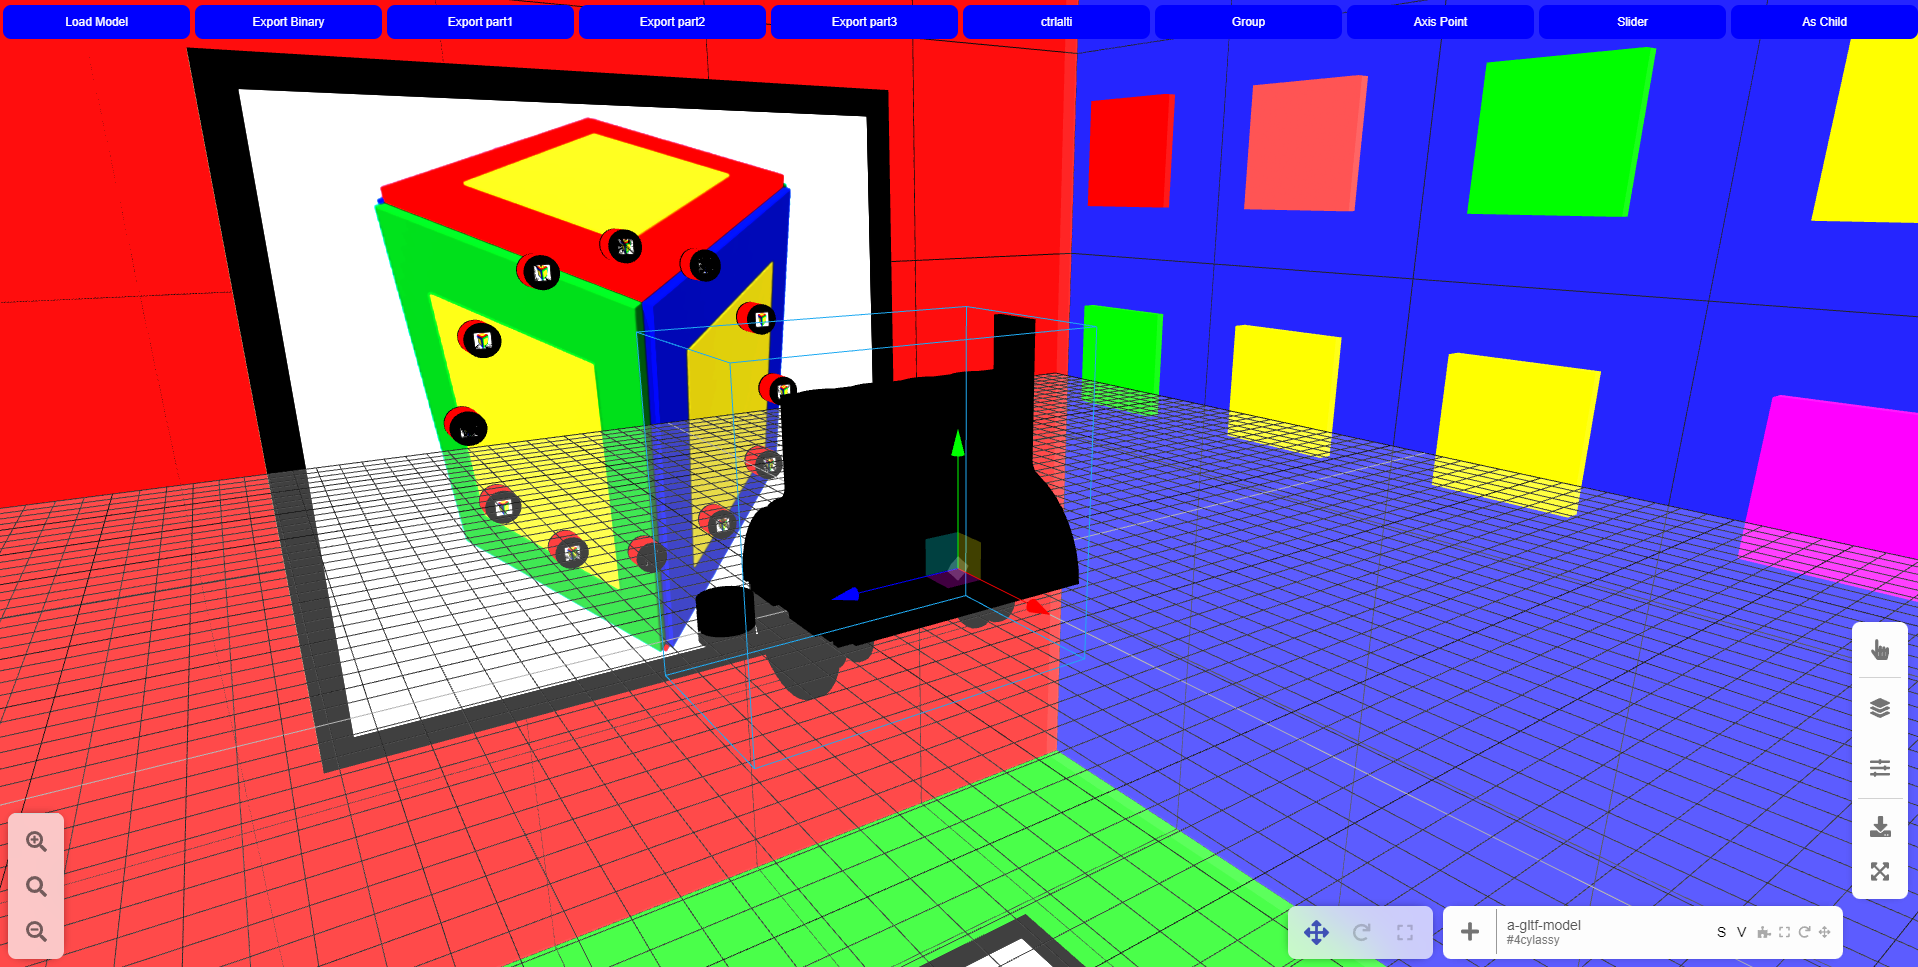 Load Model
Export Binary
Export part1
Export part2
Export part3
ctrlalti
Group
Axis Point
Slider
As Child
a-gltf-model
#4cylassy
S V